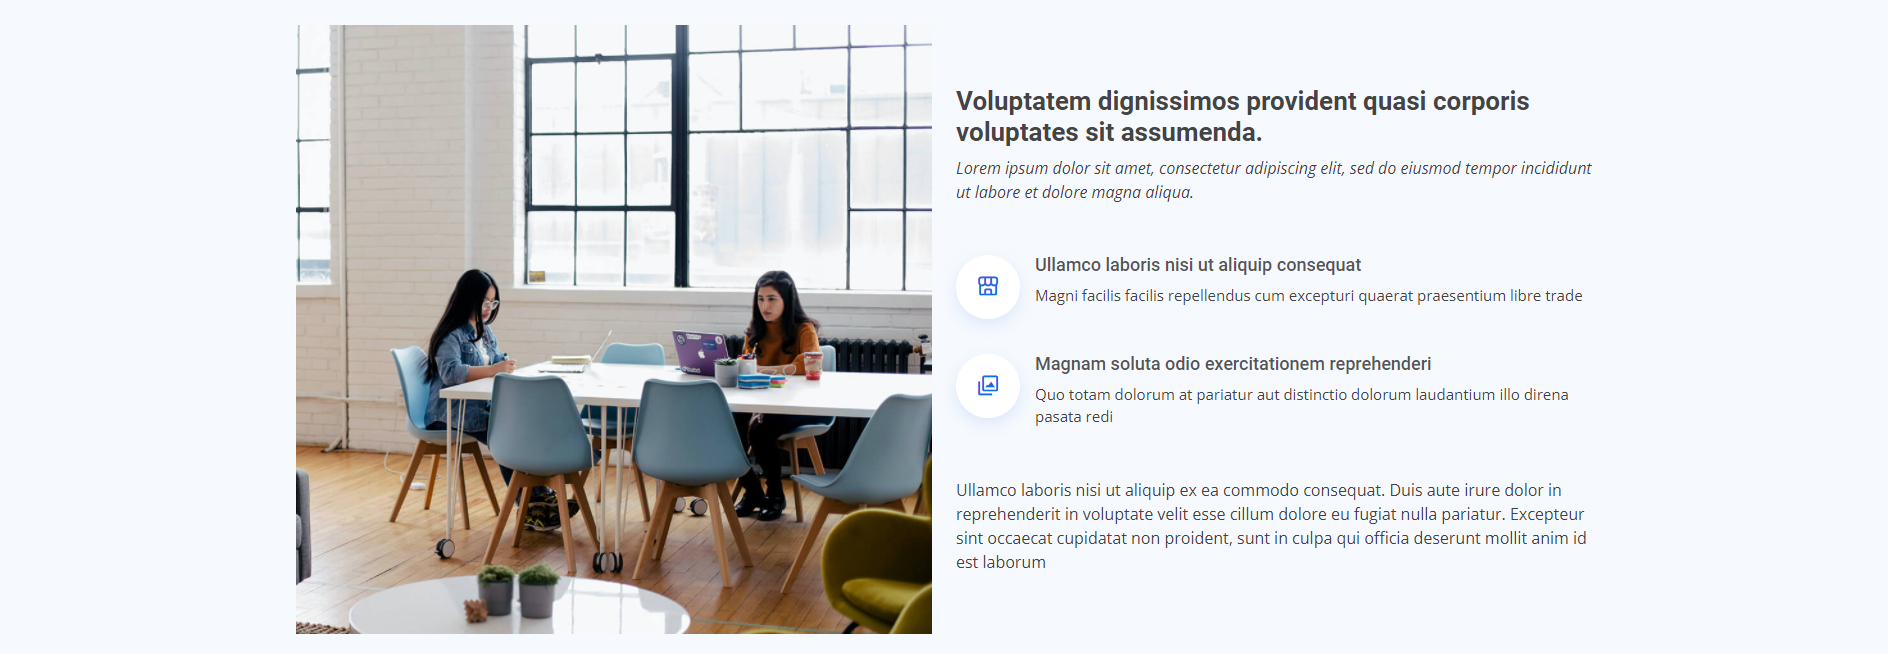 Voluptatem dignissimos provident quasi corporis
voluptates sit assumenda.
Lorem ipsum dolor sit amet, consectetur adipiscing elit, sed do eiusmod tempor incididunt
ut labore et dolore magna aliqua.
Ullamco laboris nisi ut aliquip consequat
Magni facilis facilis repellendus cum excepturi quaerat praesentium libre trade
Magnam soluta odio exercitationem reprehenderi
Quo totam dolorum at pariatur aut distinctio dolorum laudantium illo direna
pasata redi
Ullamco laboris nisi ut aliquip ex ea commodo consequat. Duis aute irure dolor in
reprehenderit in voluptate velit esse cillum dolore eu fugiat nulla pariatur. Excepteur
sint occaecat cupidatat non proident, sunt in culpa qui officia deserunt mollit anim id
est laborum